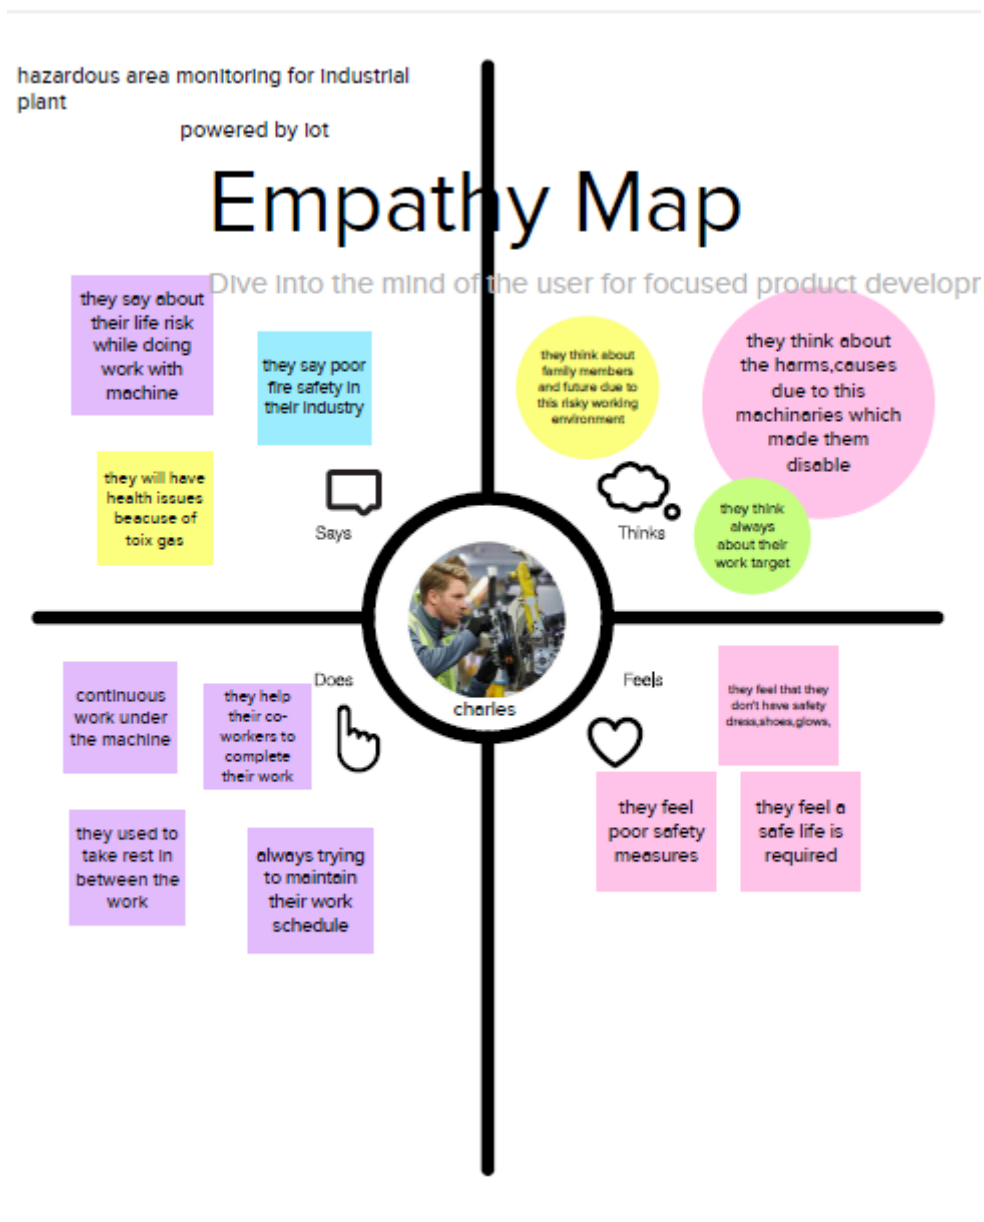 hazardous area monitoring for Industrial
plant
powered by Iot
Empathy Map
Dive into the mind of the user for focused product developr
they say about
their life risk
while doing
work with
machine
they say poor
fire safety in
their industry
they will have
health issues
beacuse of
toix gas
Says
they think about
family members
and future due to
this risky working
environment
they think about
the harms,causes
due to this
machinaries which
made them
disable
they think
always
about their
work target
Thinks
charles
Does
continuous
work under
the machine
they help
their co-
workers to
complete
their work
they used to
take rest in
between the
work
always trying
to maintain
their work
schedule
Feels
they feel that they
don't have safety
dress,shoes,glows,
they feel
poor safety
measures
they feel a
safe life is
required